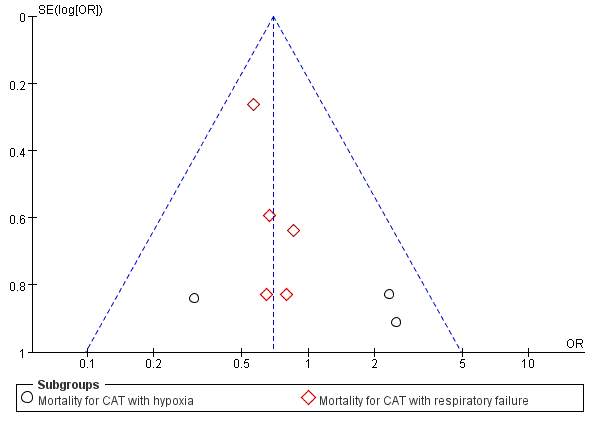 SE(log[OR])
0
0.2
0.4
0.6
0.8
1
OR
0.1 0.2 0.5 1 2 5 10
Subgroups
Mortality for CAT with hypoxia Mortality for CAT with respiratory failure